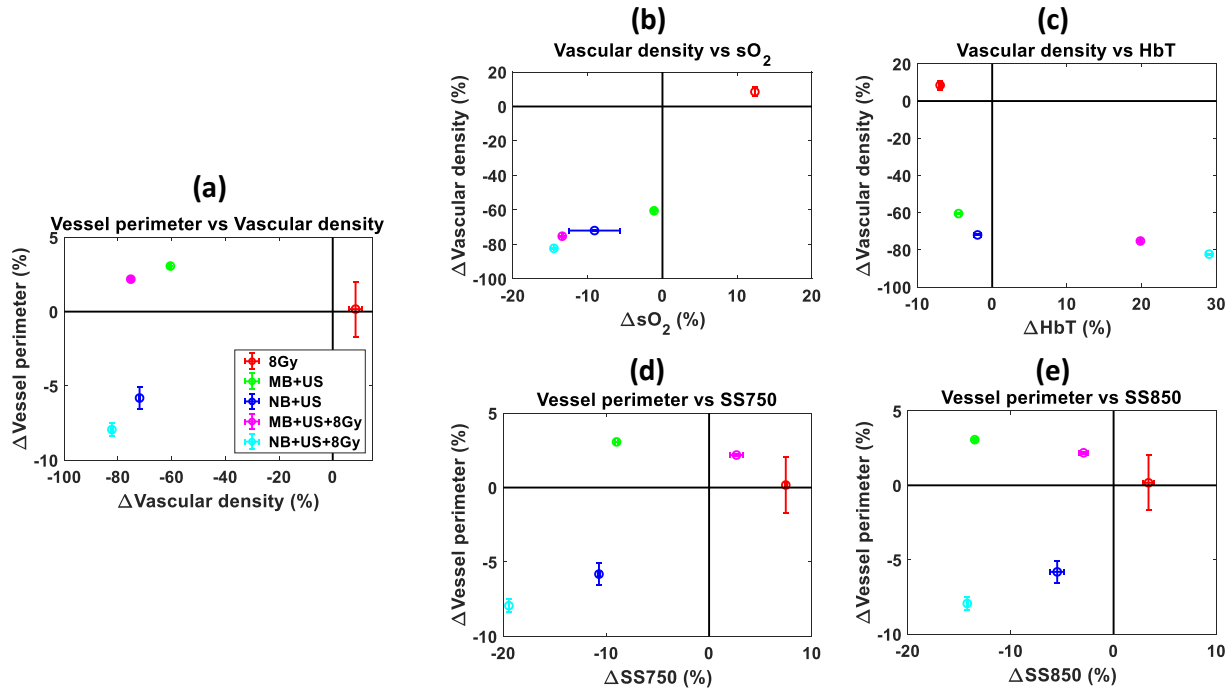 (a)
Vessel perimeter vs Vascular density
ΔVessel perimeter (%)
5
0
-5
-10
-100
-80
-60
-40
-20
0
ΔVascular density (%)
8Gy
MB+US
NB+US
MB+US+8Gy
NB+US+8Gy
(b)
Vascular density vs sO2
ΔVascular density (%)
20
0
-20
-40
-60
-80
-100
-20
-10
0
10
20
ΔsO2 (%)
(c)
Vascular density vs HbT
ΔVascular density (%)
20
0
-20
-40
-60
-80
-100
-10
0
10
20
30
ΔHbT (%)
(d)
Vessel perimeter vs SS750
ΔVessel perimeter (%)
5
0
-5
-10
-20
-10
0
10
ΔSS750 (%)
(e)
Vessel perimeter vs SS850
ΔVessel perimeter (%)
5
0
-5
-10
-20
-10
0
10
ΔSS850 (%)